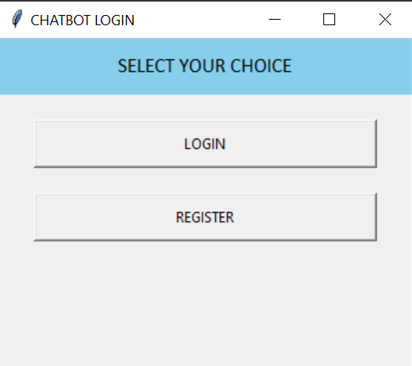 CHATBOT LOGIN
SELECT YOUR CHOICE
LOGIN
REGISTER